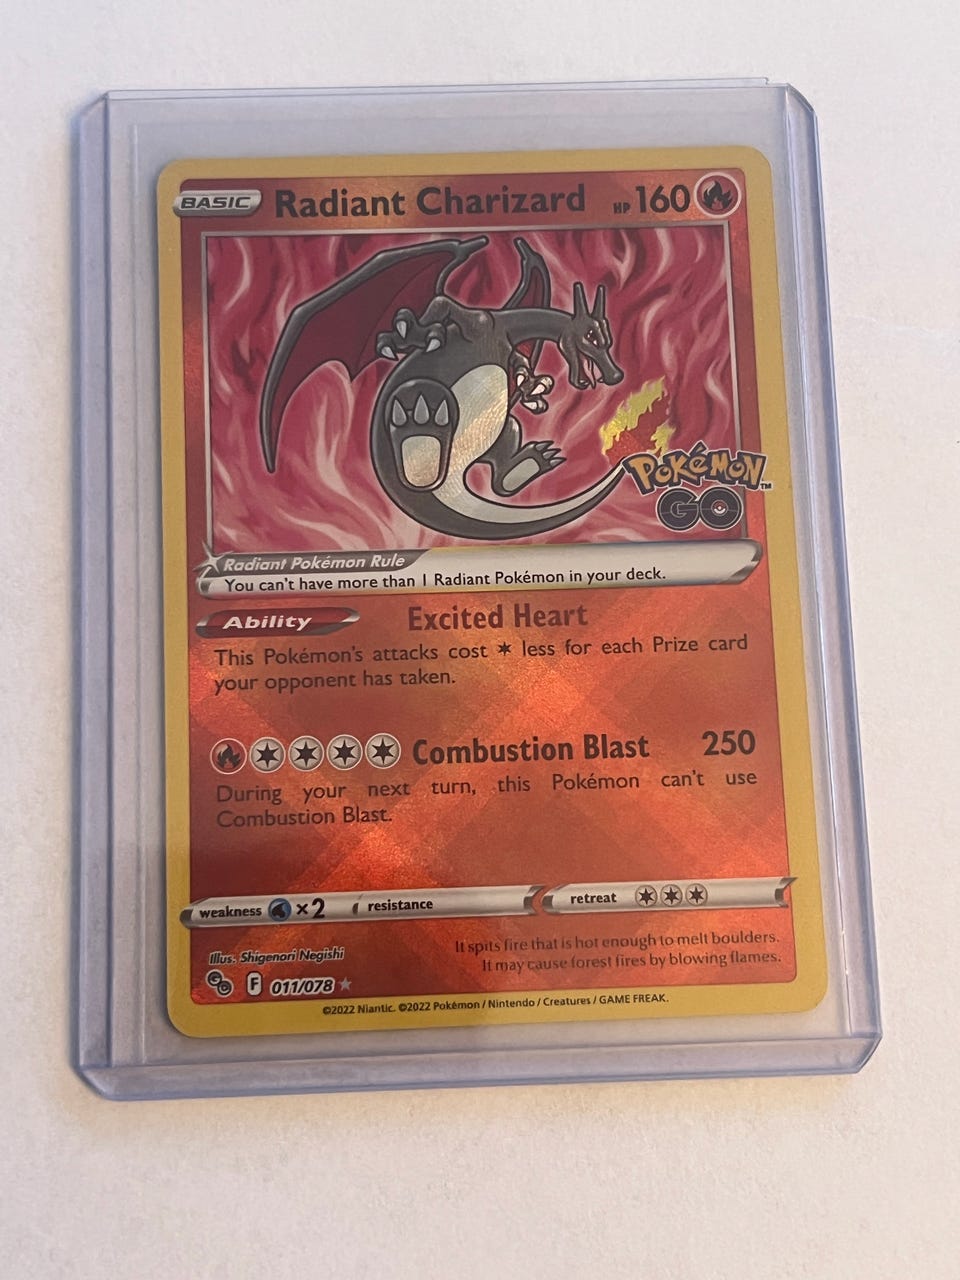 BASIC Radiant Charizard HP 160
POKéMON™
GO
Radiant Pokémon Rule
You can't have more than 1 Radiant Pokémon in your deck.
Ability Excited Heart
This Pokémon's attacks cost less for each Prize card
your opponent has taken.
Combustion Blast 250
During your next turn, this Pokémon can't use
Combustion Blast.
weakness ×2 resistance retreat
Illus. Shigenori Negishi
It spits fire that is hot enough to melt boulders.
It may cause forest fires by blowing flames.
GO F 011/078
©2022 Niantic. ©2022 Pokémon / Nintendo / Creatures / GAME FREAK.